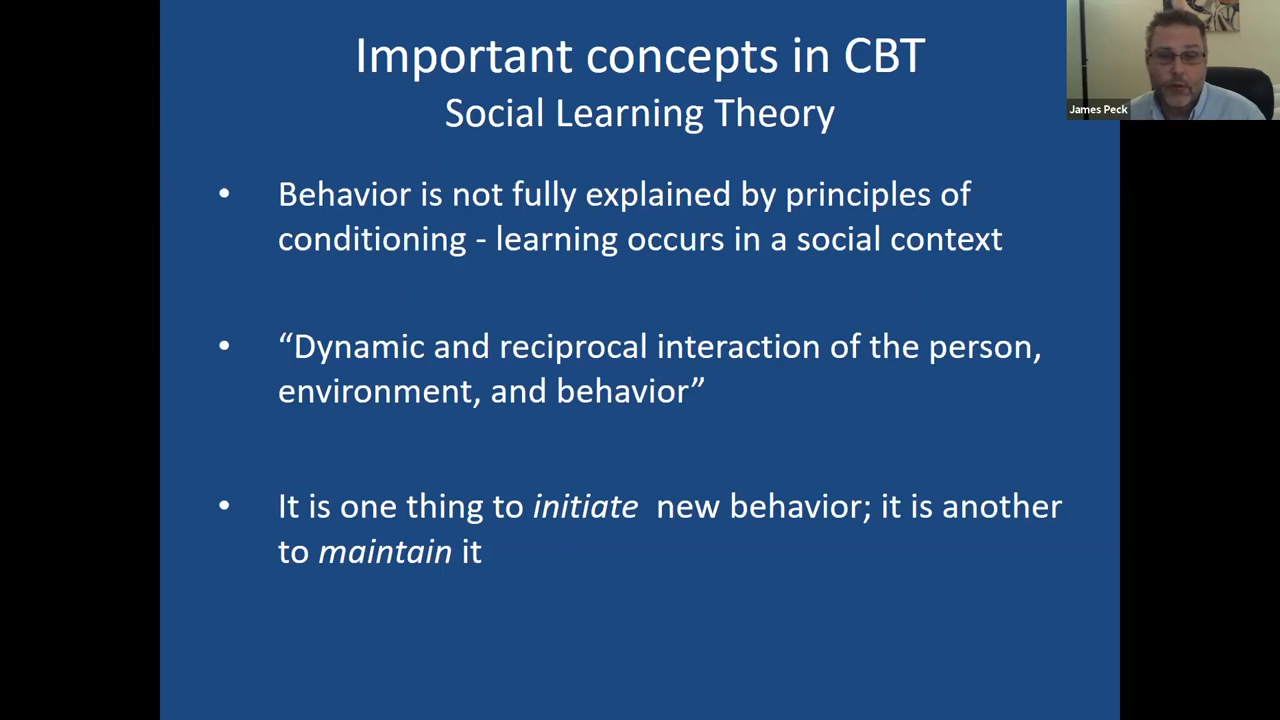 Important concepts in CBT
Social Learning Theory
James Peck
• Behavior is not fully explained by principles of
conditioning - learning occurs in a social context
• “Dynamic and reciprocal interaction of the person,
environment, and behavior”
• It is one thing to initiate new behavior; it is another
to maintain it